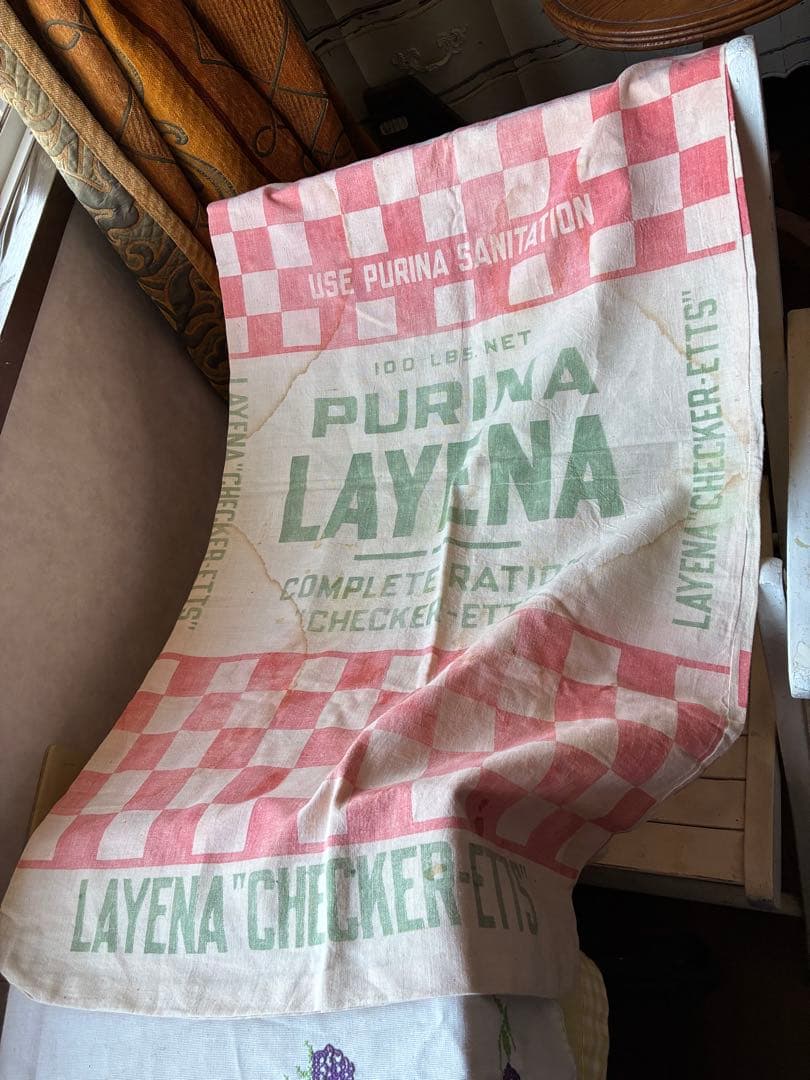 USE PURINA SANITATION
100 LBS. NET
PURINA
LAYENA
COMPLETE RATIO
"CHECKER-ETT
LAYENA "CHECKER-ETTS"
LAYENA "CHECKER-ETTS"
LAYENA "CHECKER-ETTS"